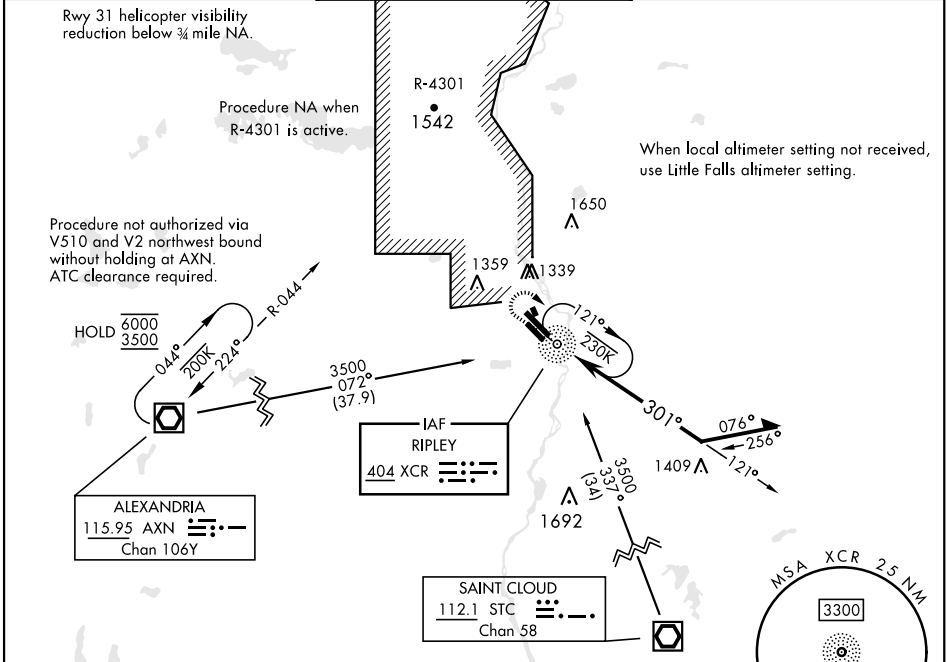 Rwy 31 helicopter visibility
reduction below ¾ mile NA.
R-4301
1542
Procedure NA when
R-4301 is active.
When local altimeter setting not received,
use Little Falls altimeter setting.
1650
Procedure not authorized via
V510 and V2 northwest bound
without holding at AXN.
ATC clearance required.
1359
1339
R-044
HOLD 6000
3500
044°
200K
224°
121°
230K
3500
072°
(37.9)
301°
076°
256°
121°
1409
IAF
RIPLEY
404 XCR
3500
337°
(34)
1692
ALEXANDRIA
115.95 AXN
Chan 106Y
SAINT CLOUD
112.1 STC
Chan 58
MSA XCR 25 NM
3300